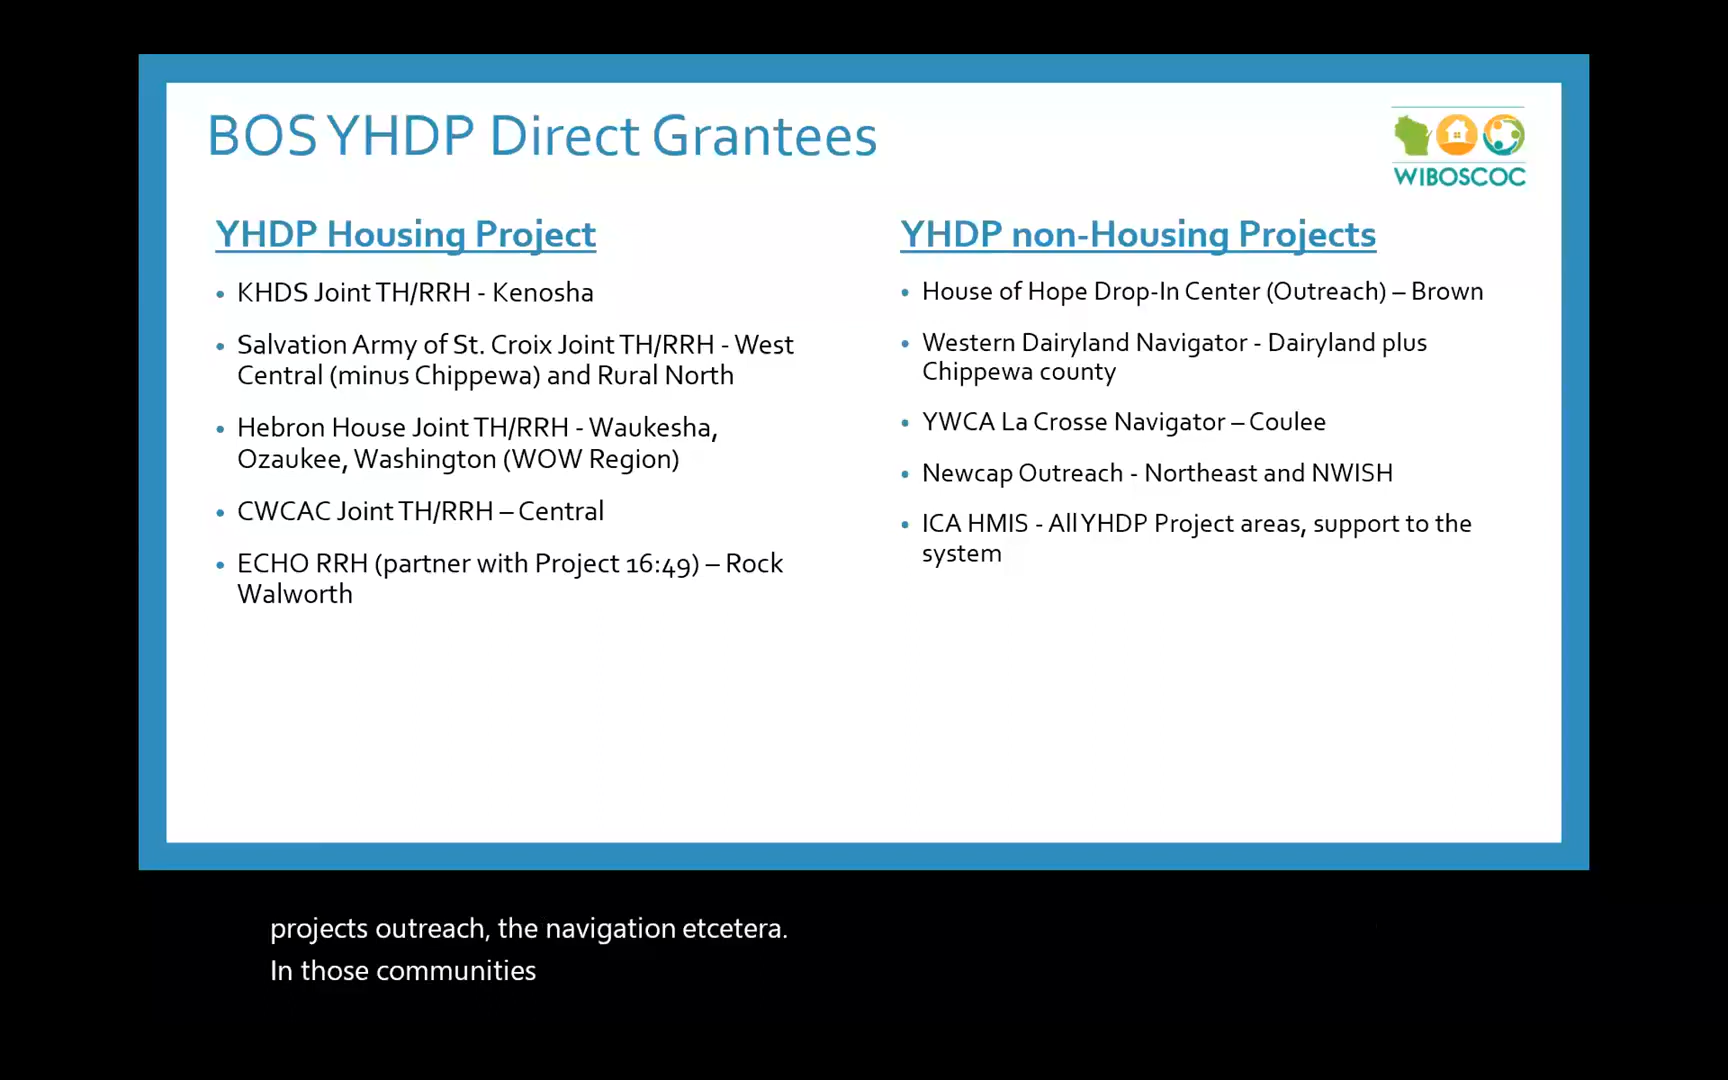 BOS YHDP Direct Grantees
WIBOSCOC
YHDP Housing Project
• KHDS Joint TH/RRH - Kenosha
• Salvation Army of St. Croix Joint TH/RRH - West
Central (minus Chippewa) and Rural North
• Hebron House Joint TH/RRH - Waukesha,
Ozaukee, Washington (WOW Region)
• CWCAC Joint TH/RRH – Central
• ECHO RRH (partner with Project 16:49) – Rock
Walworth
YHDP non-Housing Projects
• House of Hope Drop-In Center (Outreach) – Brown
• Western Dairyland Navigator - Dairyland plus
Chippewa county
• YWCA La Crosse Navigator – Coulee
• Newcap Outreach - Northeast and NWISH
• ICA HMIS - All YHDP Project areas, support to the
system
projects outreach, the navigation etcetera.
In those communities